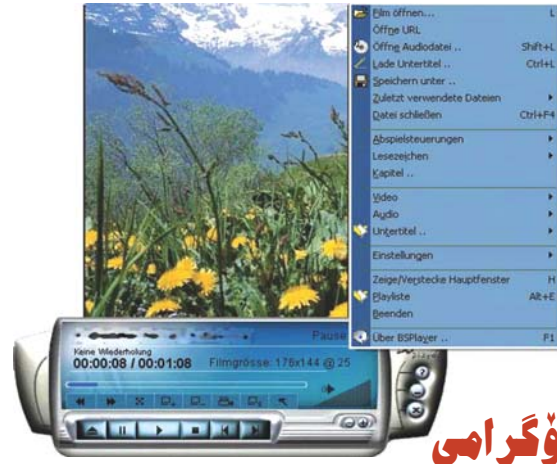 Film öffnen... L
Öffne URL
Öffne Audiodatei .. Shift+L
Lade Untertitel .. Ctrl+L
Speichern unter ..
Zuletzt verwendete Dateien
Datei schließen Ctrl+F4
Abspielsteuerungen
Lesezeichen
Kapitel ..
Video
Audio
Untertitel ..
Einstellungen
Zeige/Verstecke Hauptfenster H
Playliste Alt+E
Beenden
Über BSPlayer .. F1
Pause
Keine Wiederholung
00:00:08 / 00:01:08 Filmgrösse: 176x144 @ 25
player
ۆگرامی